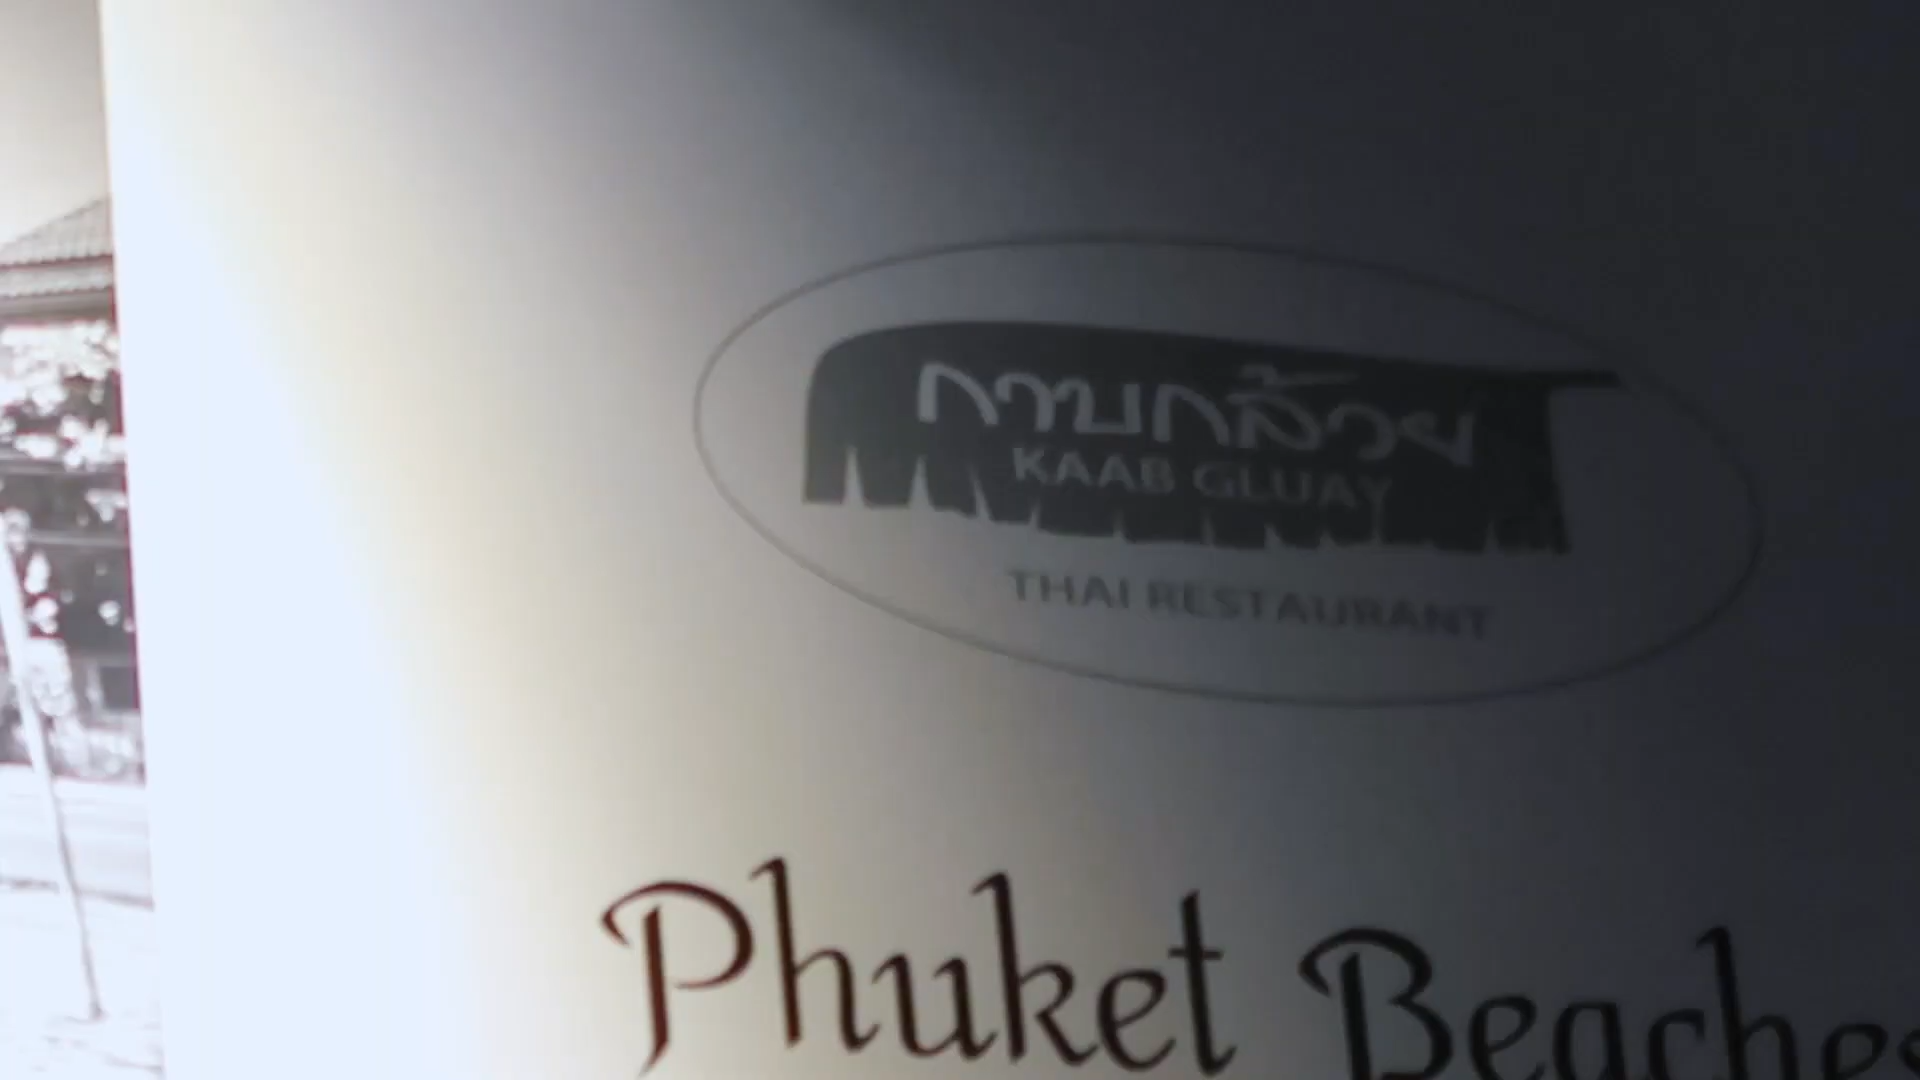 กาบกล้วย
KAAB GLUAY
THAI RESTAURANT
Phuket Beaches